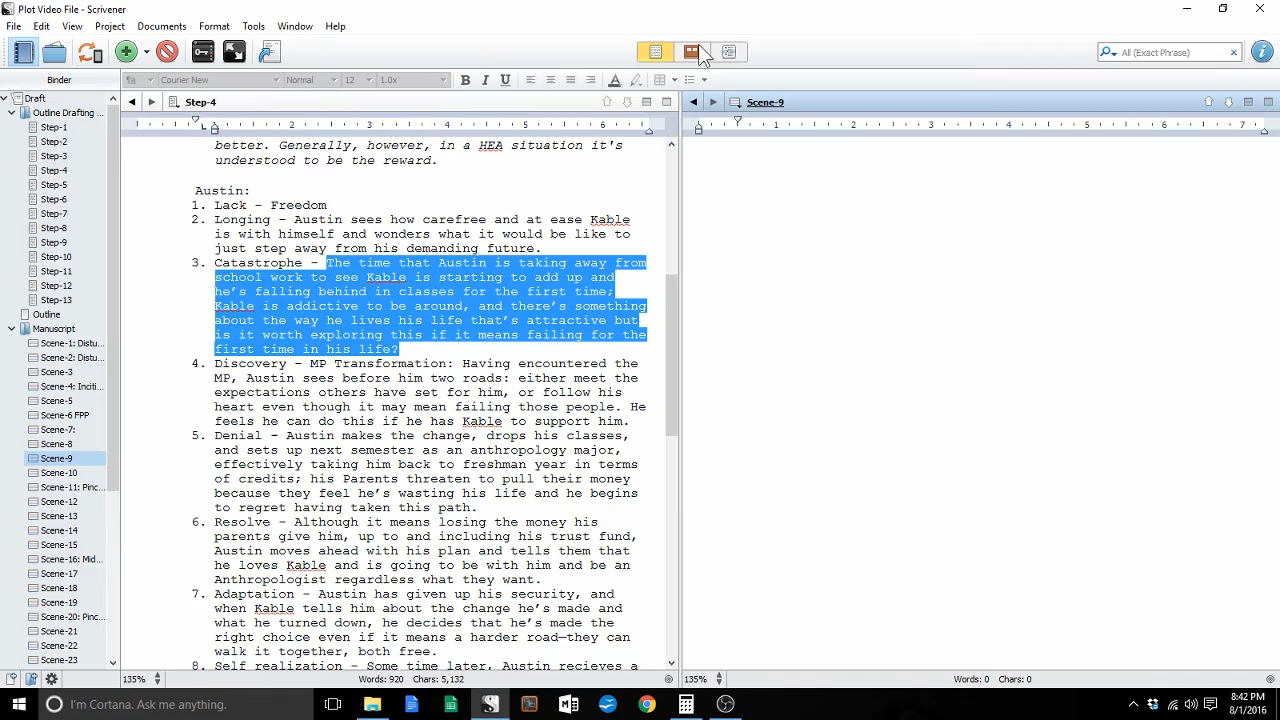 Plot Video File - Scrivener
File Edit View Project Documents Format Tools Window Help
All (Exact Phrase)
Binder
Courier New Normal 12 1.0x
B I U A
Draft
Outline Drafting ...
Step-1
Step-2
Step-3
Step-4
Step-5
Step-6
Step-7
Step-8
Step-9
Step-10
Step-11
Step-12
Step-13
Outline
Manuscript
Scene-1: Distu...
Scene-2: Distu...
Scene-3
Scene-4: Inciti...
Scene-5
Scene-6 FPP
Scene-7:
Scene-8
Scene-9
Scene-10
Scene-11: Pinc...
Scene-12
Scene-13
Scene-14
Scene-15
Scene-16: Mid...
Scene-17
Scene-18
Scene-19
Scene-20: Pinc...
Scene-21
Scene-22
Scene-23
Step-4
2 3 4 5 6
better. Generally, however, in a HEA situation it's
understood to be the reward.
Austin:
1. Lack - Freedom
2. Longing - Austin sees how carefree and at ease Kable
is with himself and wonders what it would be like to
just step away from his demanding future.
3. Catastrophe - The time that Austin is taking away from
school work to see Kable is starting to add up and
he's falling behind in classes for the first time;
Kable is addictive to be around, and there's something
about the way he lives his life that's attractive but
is it worth exploring this if it means failing for the
first time in his life?
4. Discovery - MP Transformation: Having encountered the
MP, Austin sees before him two roads: either meet the
expectations others have set for him, or follow his
heart even though it may mean failing those people. He
feels he can do this if he has Kable to support him.
5. Denial - Austin makes the change, drops his classes,
and sets up next semester as an anthropology major,
effectively taking him back to freshman year in terms
of credits; his Parents threaten to pull their money
because they feel he's wasting his life and he begins
to regret having taken this path.
6. Resolve - Although it means losing the money his
parents give him, up to and including his trust fund,
Austin moves ahead with his plan and tells them that
he loves Kable and is going to be with him and be an
Anthropologist regardless what they want.
7. Adaptation - Austin has given up his security, and
when Kable tells him about the change he's made and
what he turned down, he decides that he's made the
right choice even if it means a harder road—they can
walk it together, both free.
8. Self realization - Some time later, Austin recieves a
135%
Words: 920 Chars: 5,132
Scene-9
1 2 3 4 5 6 7
135%
Words: 0 Chars: 0
I'm Cortana. Ask me anything.
8:42 PM
8/1/2016